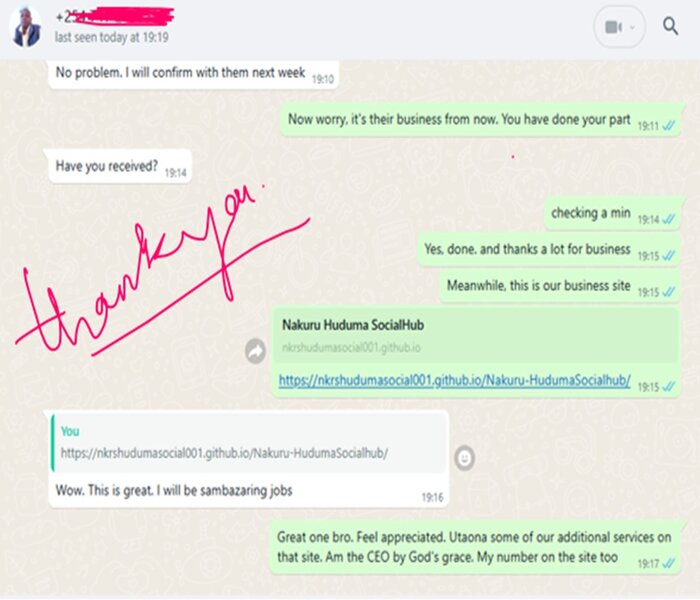 +254
last seen today at 19:19
No problem. I will confirm with them next week 19:10
Now worry, it's their business from now. You have done your part 19:11
Have you received? 19:14
checking a min 19:14
Yes, done. and thanks a lot for business 19:15
Meanwhile, this is our business site 19:15
thank you.
Nakuru Huduma SocialHub
nkrshudumasocial001.github.io
https://nkrshudumasocial001.github.io/Nakuru-HudumaSocialhub/ 19:15
You
https://nkrshudumasocial001.github.io/Nakuru-HudumaSocialhub/
Wow. This is great. I will be sambazaring jobs 19:16
Great one bro. Feel appreciated. Utaona some of our additional services on
that site. Am the CEO by God's grace. My number on the site too 19:17